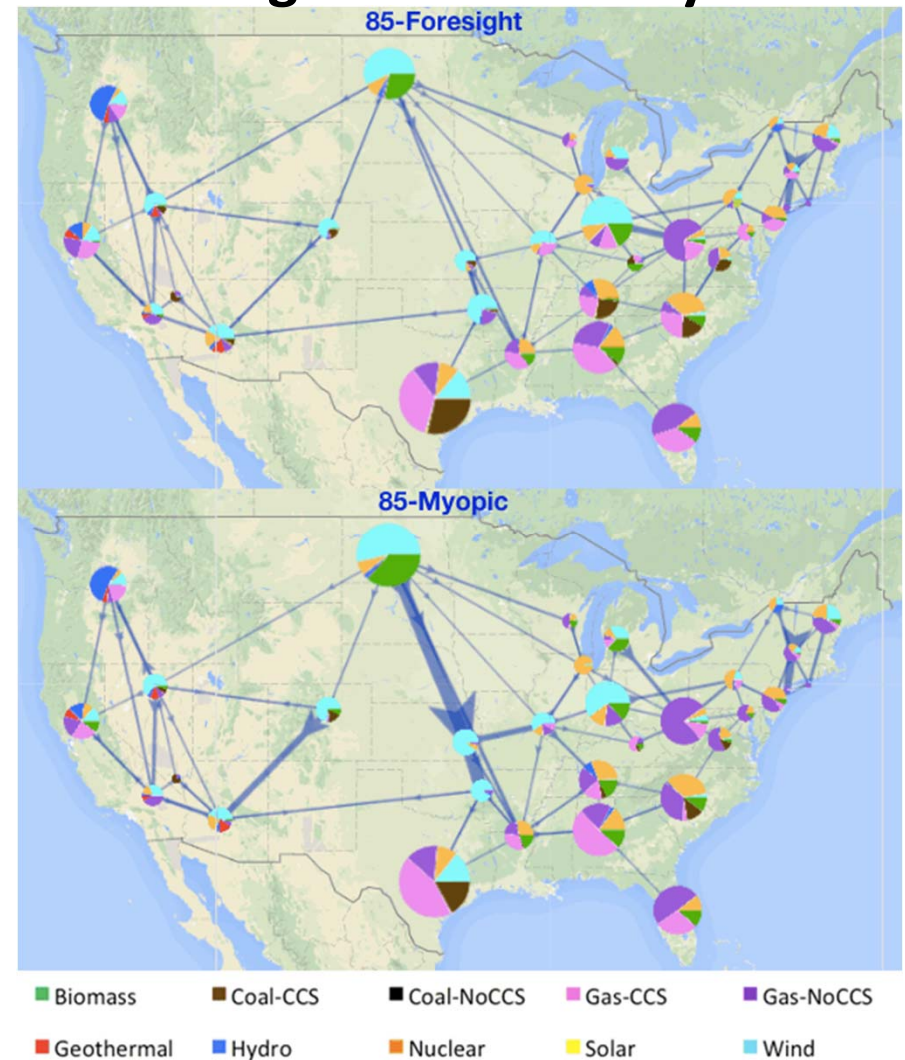 85-Foresight
85-Myopic
Biomass Coal-CCS Coal-NoCCS Gas-CCS Gas-NoCCS
Geothermal Hydro Nuclear Solar Wind